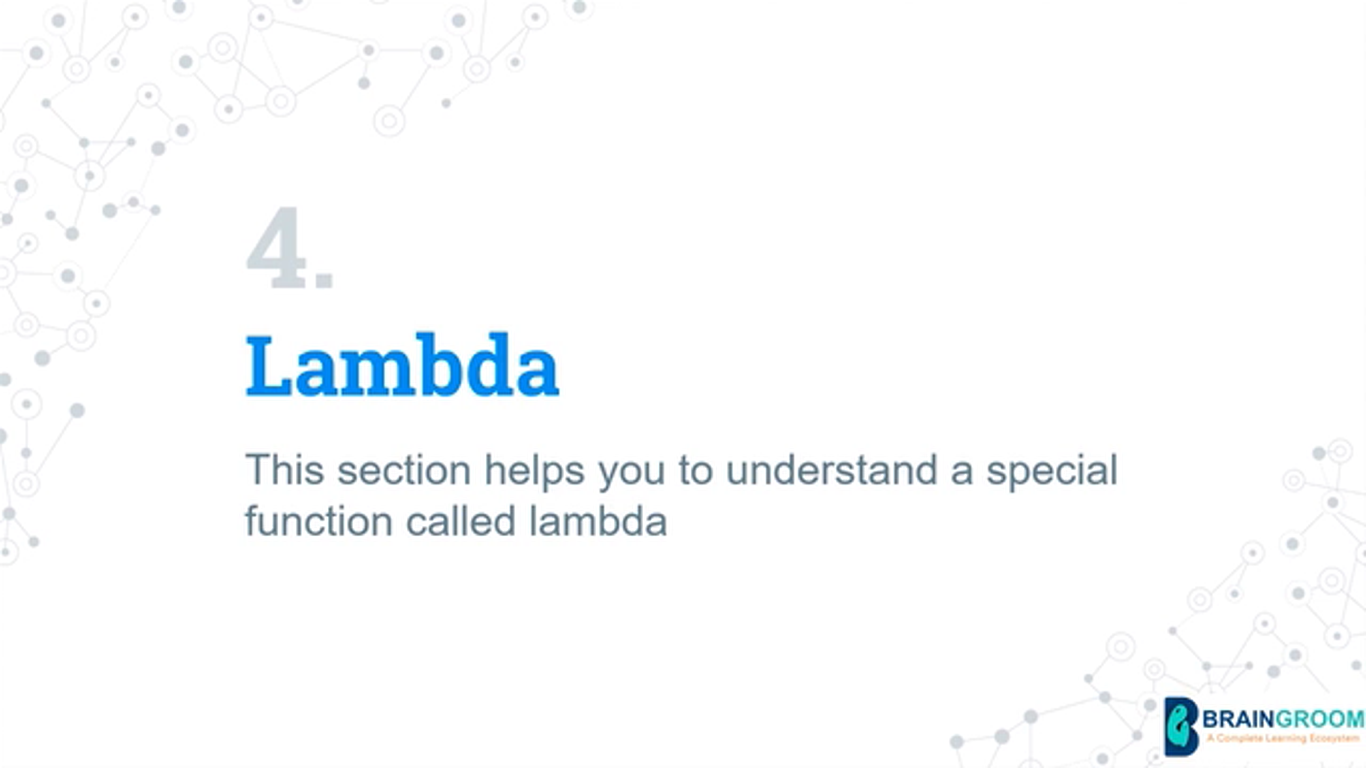 4.
Lambda
This section helps you to understand a special
function called lambda
BRAINGROOM
A Complete Learning Ecosystem